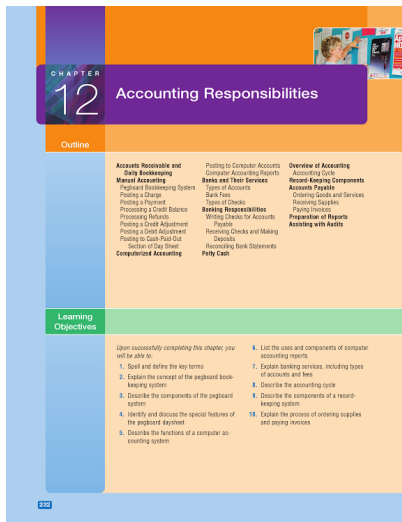 CHAPTER
12
Accounting Responsibilities
Outline
Accounts Receivable and
Daily Bookkeeping
Manual Accounting
Pegboard Bookkeeping System
Posting a Charge
Posting a Payment
Processing a Credit Balance
Processing Refunds
Posting a Credit Adjustment
Posting a Debit Adjustment
Posting to Cash-Paid-Out
Section of Day Sheet
Computerized Accounting
Posting to Computer Accounts
Computer Accounting Reports
Banks and Their Services
Types of Accounts
Bank Fees
Types of Checks
Banking Responsibilities
Writing Checks for Accounts
Payable
Receiving Checks and Making
Deposits
Reconciling Bank Statements
Petty Cash
Overview of Accounting
Accounting Cycle
Record-Keeping Components
Accounts Payable
Ordering Goods and Services
Receiving Supplies
Paying Invoices
Preparation of Reports
Assisting with Audits
Learning
Objectives
Upon successfully completing this chapter, you
will be able to:
1. Spell and define the key terms
2. Explain the concept of the pegboard book-
keeping system
3. Describe the components of the pegboard
system
4. Identify and discuss the special features of
the pegboard daysheet
5. Describe the functions of a computer ac-
counting system
6. List the uses and components of computer
accounting reports
7. Explain banking services, including types
of accounts and fees
8. Describe the accounting cycle
9. Describe the components of a record-
keeping system
10. Explain the process of ordering supplies
and paying invoices
232